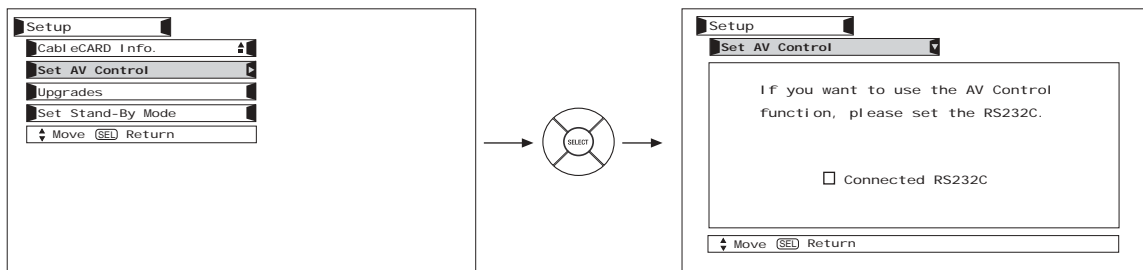 Setup
CableCARD Info.
Set AV Control
Upgrades
Set Stand-By Mode
Move SEL Return
SELECT
Setup
Set AV Control
If you want to use the AV Control
function, please set the RS232C.
Connected RS232C
Move SEL Return